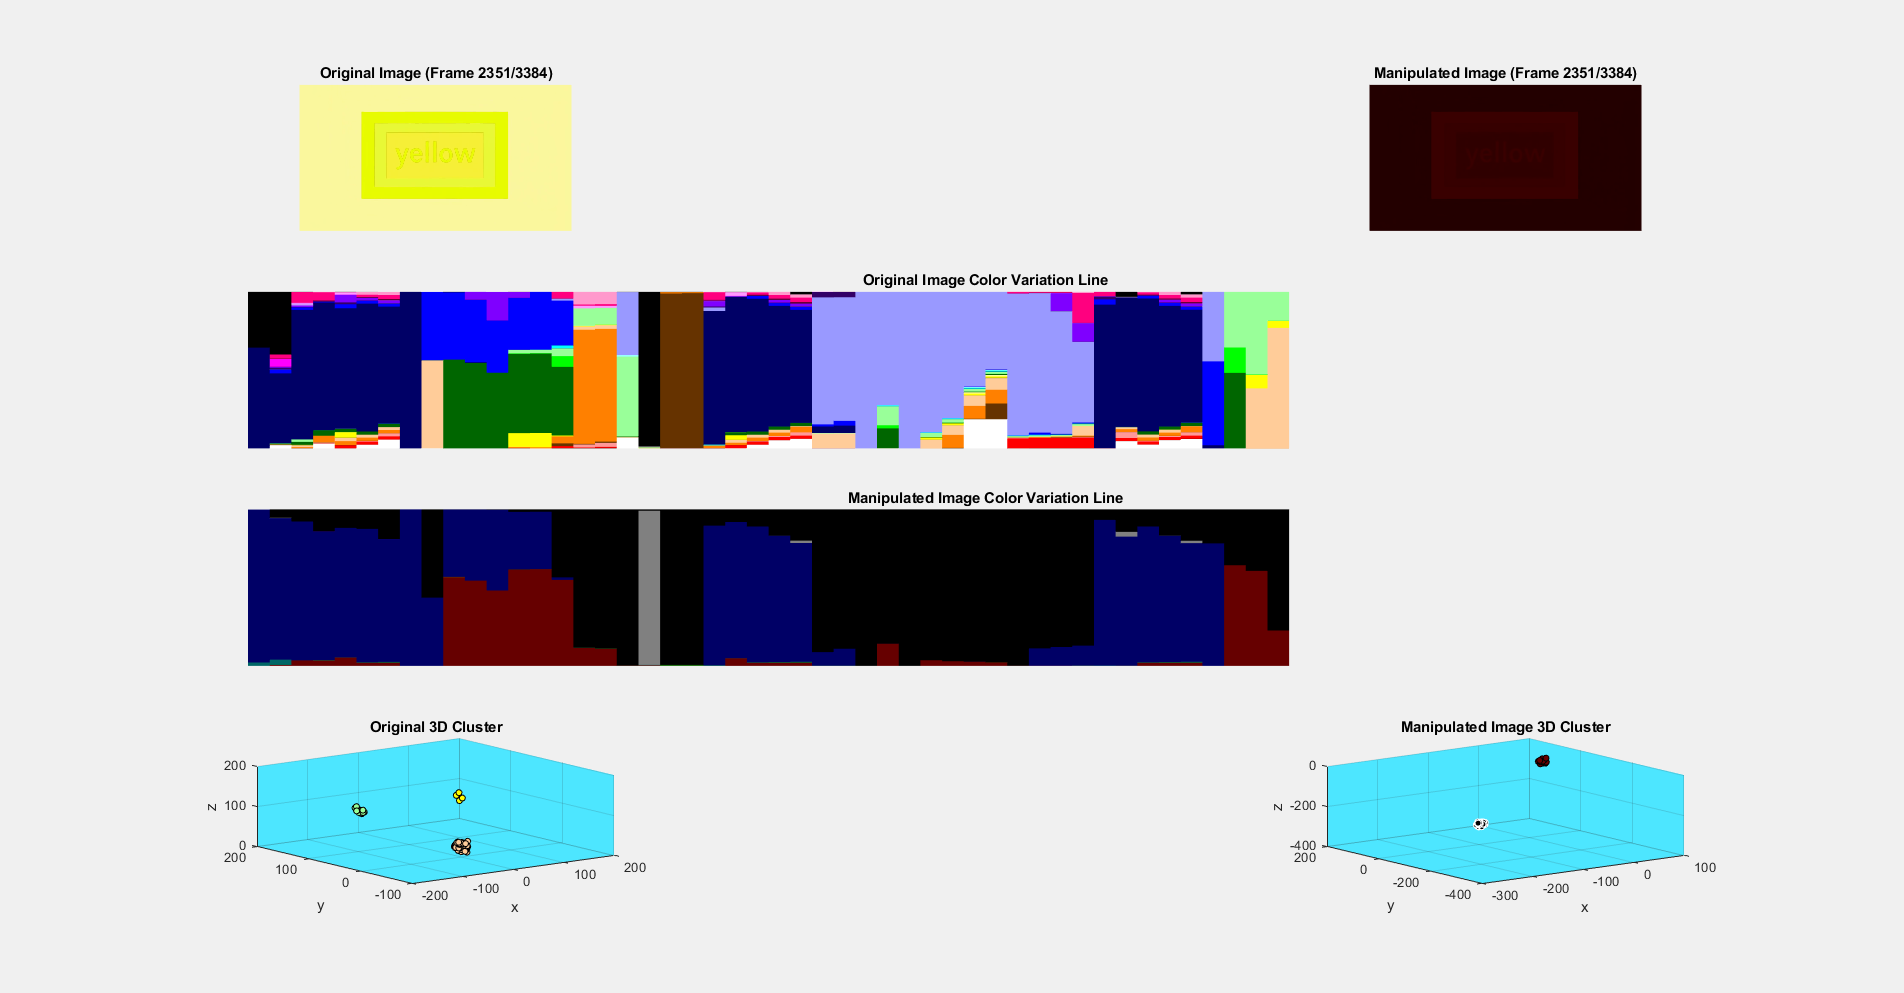 Original Image (Frame 2351/3384)
yellow
Manipulated Image (Frame 2351/3384)
yellow
Original Image Color Variation Line
Manipulated Image Color Variation Line
Original 3D Cluster
200
100
0
z
200
100
0
-100
y
-200
-100
0
100
200
x
Manipulated Image 3D Cluster
0
-200
-400
z
200
0
-200
-400
y
-300
-200
-100
0
100
x